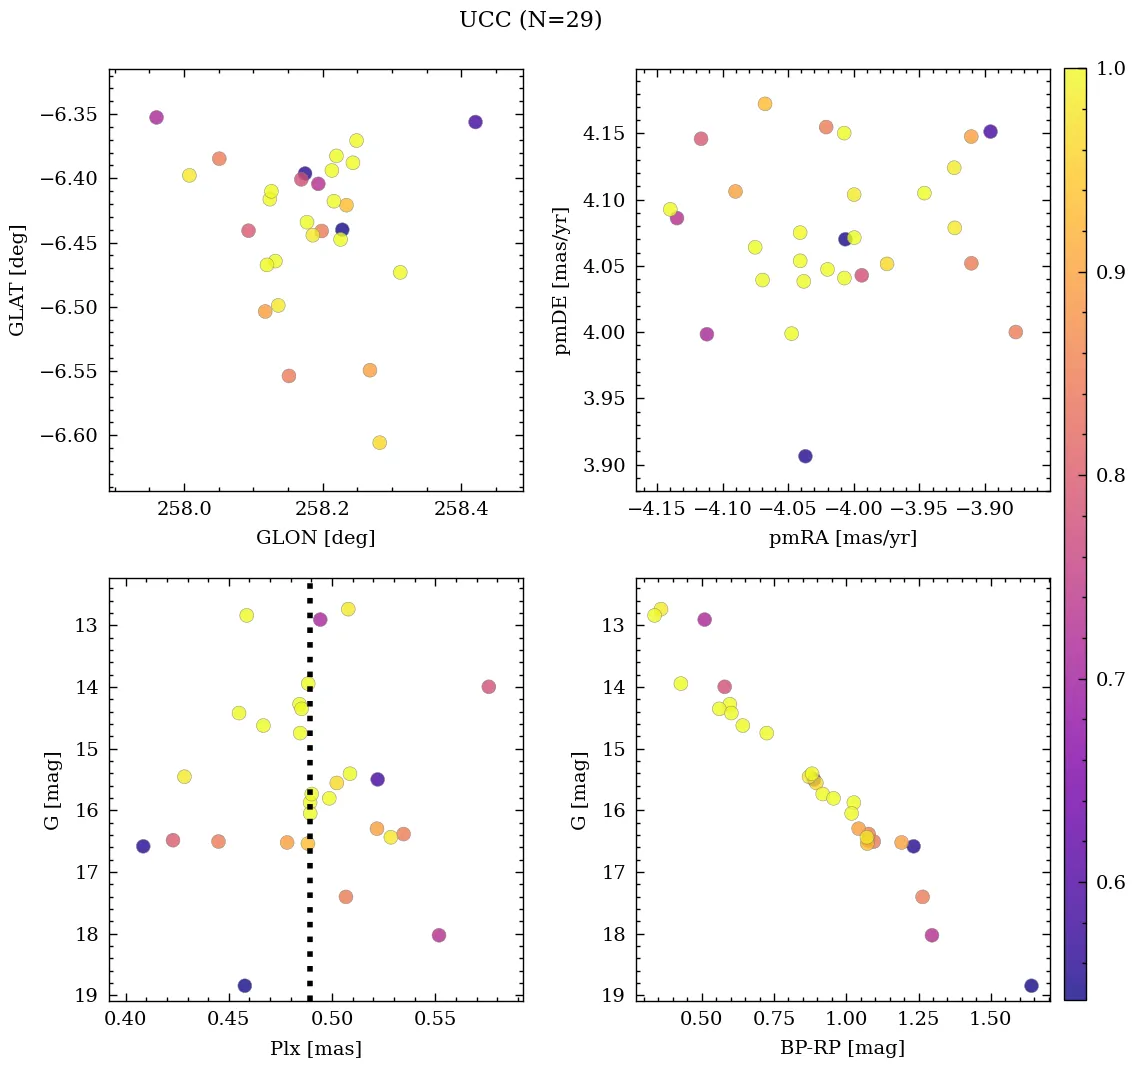 UCC (N=29)
−6.35
−6.40
−6.45
−6.50
−6.55
−6.60
GLAT [deg]
258.0 258.2 258.4
GLON [deg]
4.15
4.10
4.05
4.00
3.95
3.90
pmDE [mas/yr]
−4.15 −4.10 −4.05 −4.00 −3.95 −3.90
pmRA [mas/yr]
1.0
0.9
0.8
0.7
0.6
13
14
15
16
17
18
19
G [mag]
0.40 0.45 0.50 0.55
Plx [mas]
13
14
15
16
17
18
19
G [mag]
0.50 0.75 1.00 1.25 1.50
BP-RP [mag]